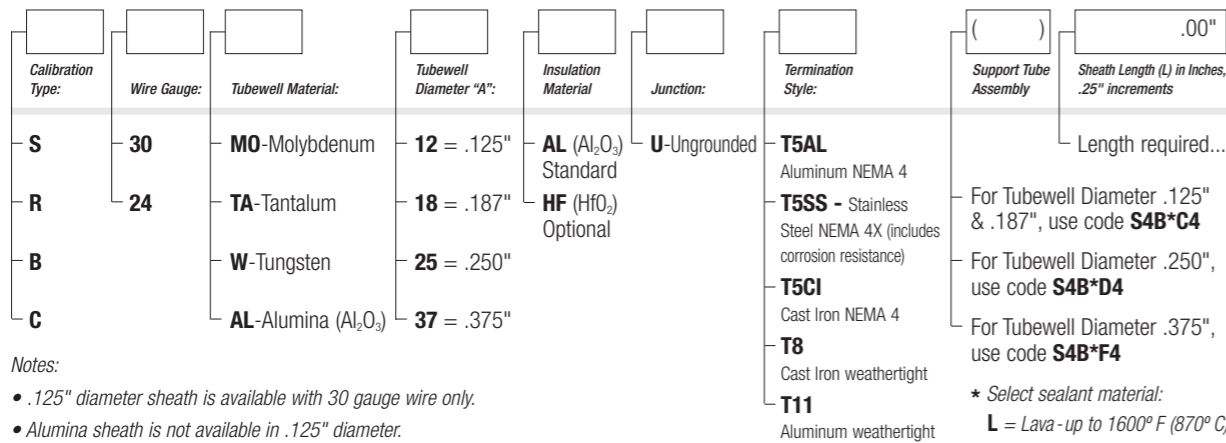 ( ) .00"
Calibration Type:
Wire Gauge:
Tubewell Material:
Tubewell Diameter "A":
Insulation Material
Junction:
Termination Style:
Support Tube Assembly
Sheath Length (L) in Inches, .25" increments
S
R
B
C
30
24
MO-Molybdenum
TA-Tantalum
W-Tungsten
AL-Alumina (Al₂O₃)
12 = .125"
18 = .187"
25 = .250"
37 = .375"
AL (Al₂O₃)
Standard
HF (HfO₂)
Optional
U-Ungrounded
T5AL
Aluminum NEMA 4
T5SS - Stainless
Steel NEMA 4X (includes
corrosion resistance)
T5CI
Cast Iron NEMA 4
T8
Cast Iron weathertight
T11
Aluminum weathertight
Length required...
For Tubewell Diameter .125"
& .187", use code S4B*C4
For Tubewell Diameter .250",
use code S4B*D4
For Tubewell Diameter .375",
use code S4B*F4
* Select sealant material:
L = Lava - up to 1600º F (870º C)
Notes:
• .125" diameter sheath is available with 30 gauge wire only.
• Alumina sheath is not available in .125" diameter.